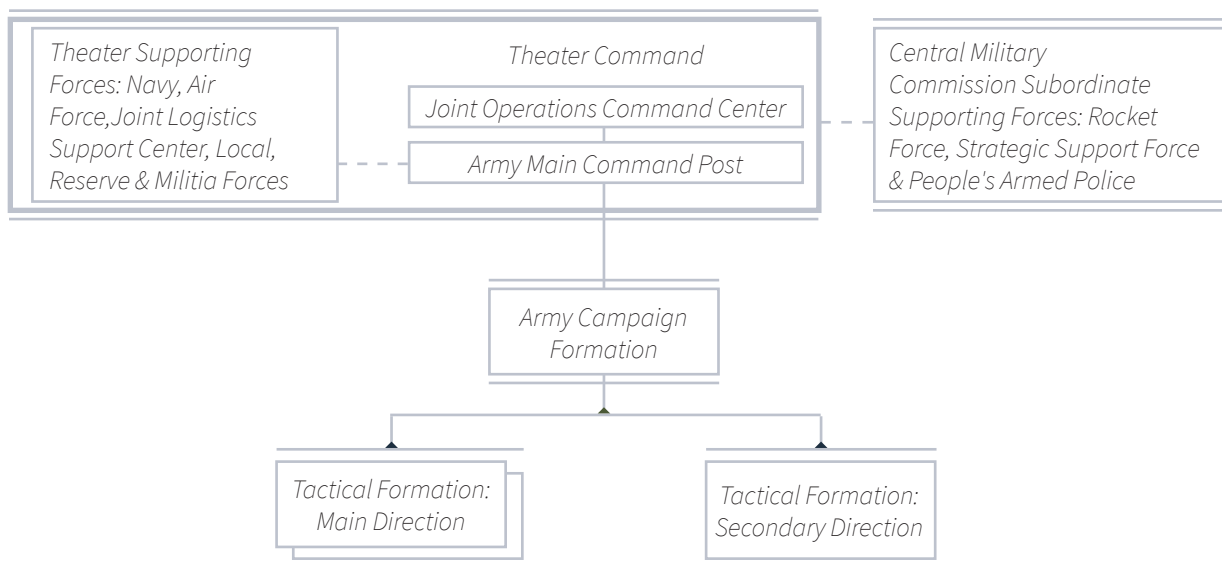 Theater Supporting
Forces: Navy, Air
Force,Joint Logistics
Support Center, Local,
Reserve & Militia Forces
Theater Command
Joint Operations Command Center
Army Main Command Post
Central Military
Commission Subordinate
Supporting Forces: Rocket
Force, Strategic Support Force
& People's Armed Police
Army Campaign
Formation
Tactical Formation:
Main Direction
Tactical Formation:
Secondary Direction